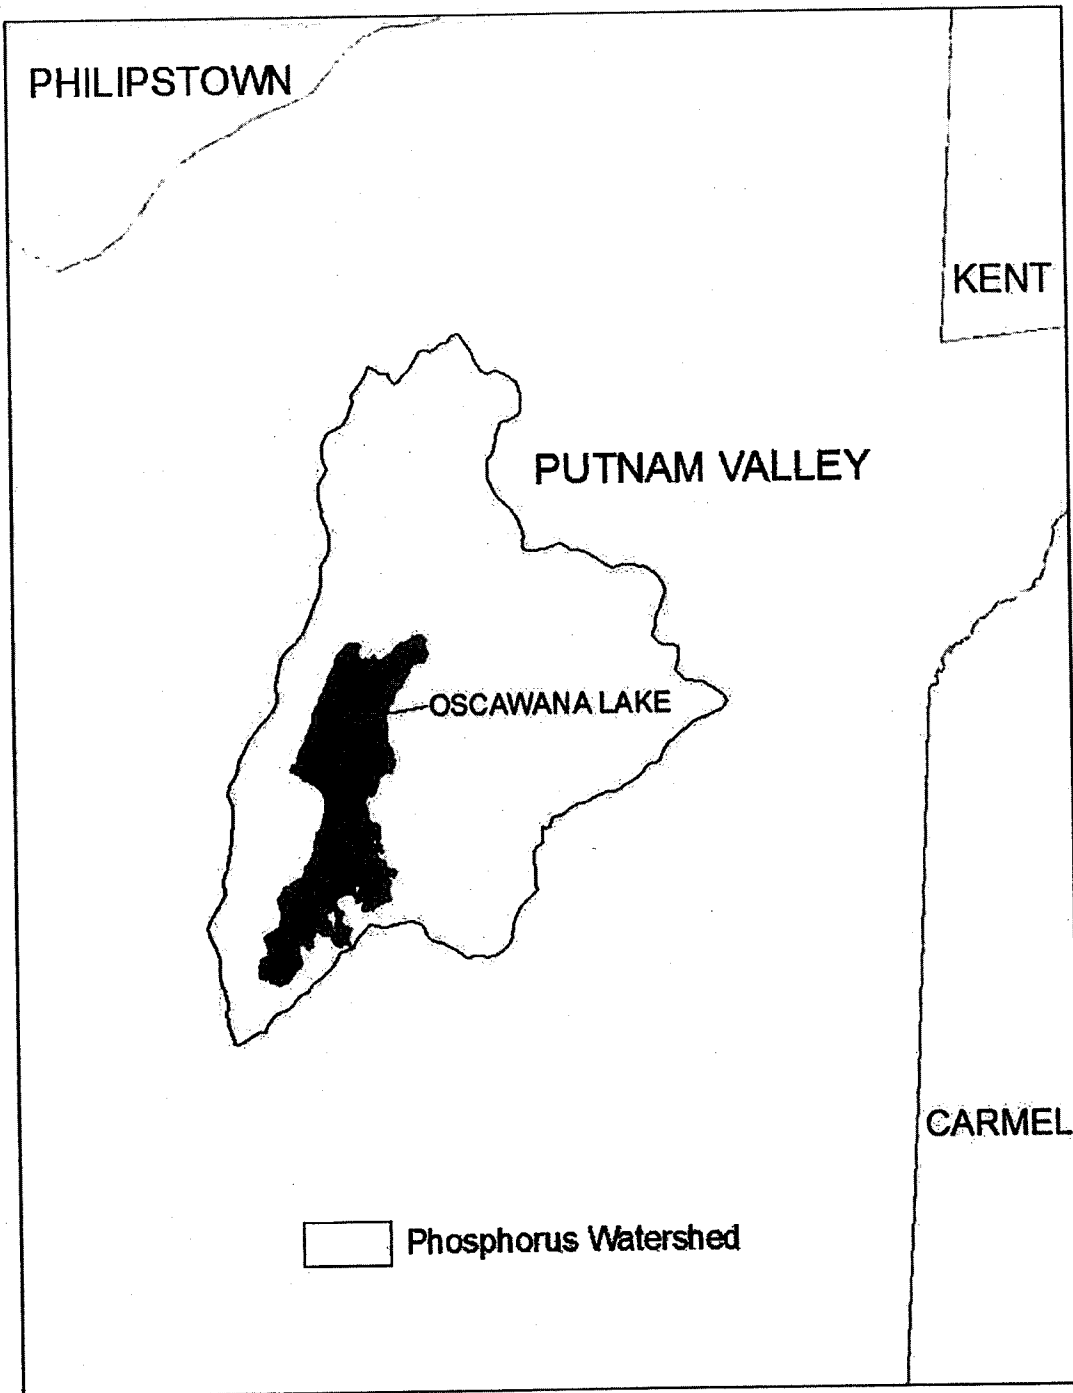 PHILIPSTOWN
KENT
PUTNAM VALLEY
OSCAWANA LAKE
CARMEL
Phosphorus Watershed